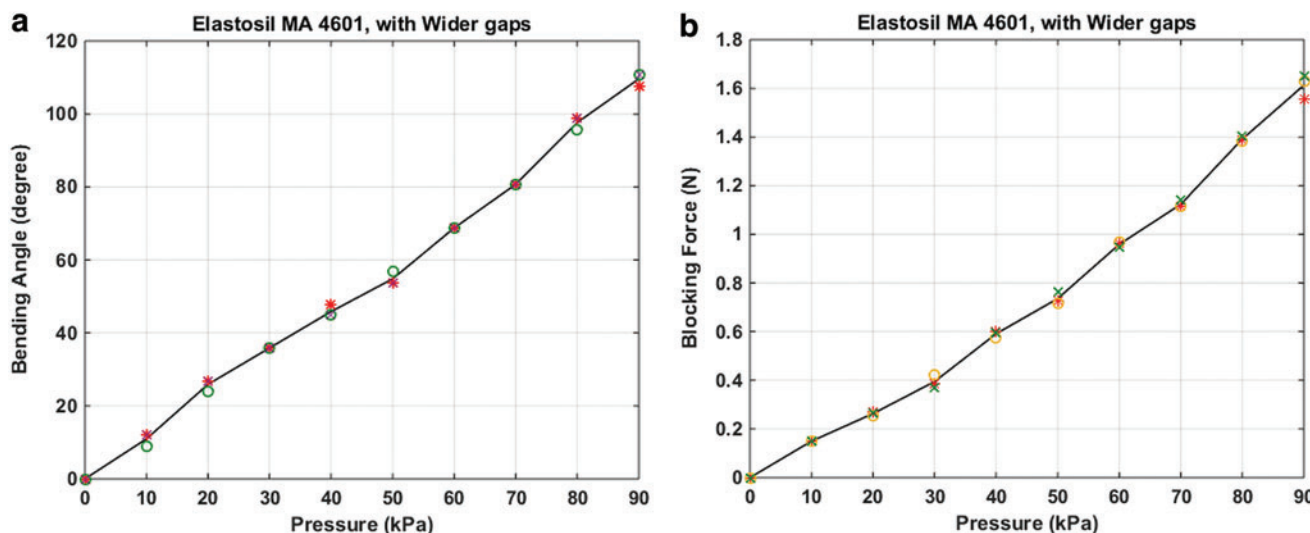 a
Elastosil MA 4601, with Wider gaps
120
100
80
60
40
20
0
Bending Angle (degree)
0 10 20 30 40 50 60 70 80 90
Pressure (kPa)
b
Elastosil MA 4601, with Wider gaps
1.8
1.6
1.4
1.2
1
0.8
0.6
0.4
0.2
0
Blocking Force (N)
0 10 20 30 40 50 60 70 80 90
Pressure (kPa)